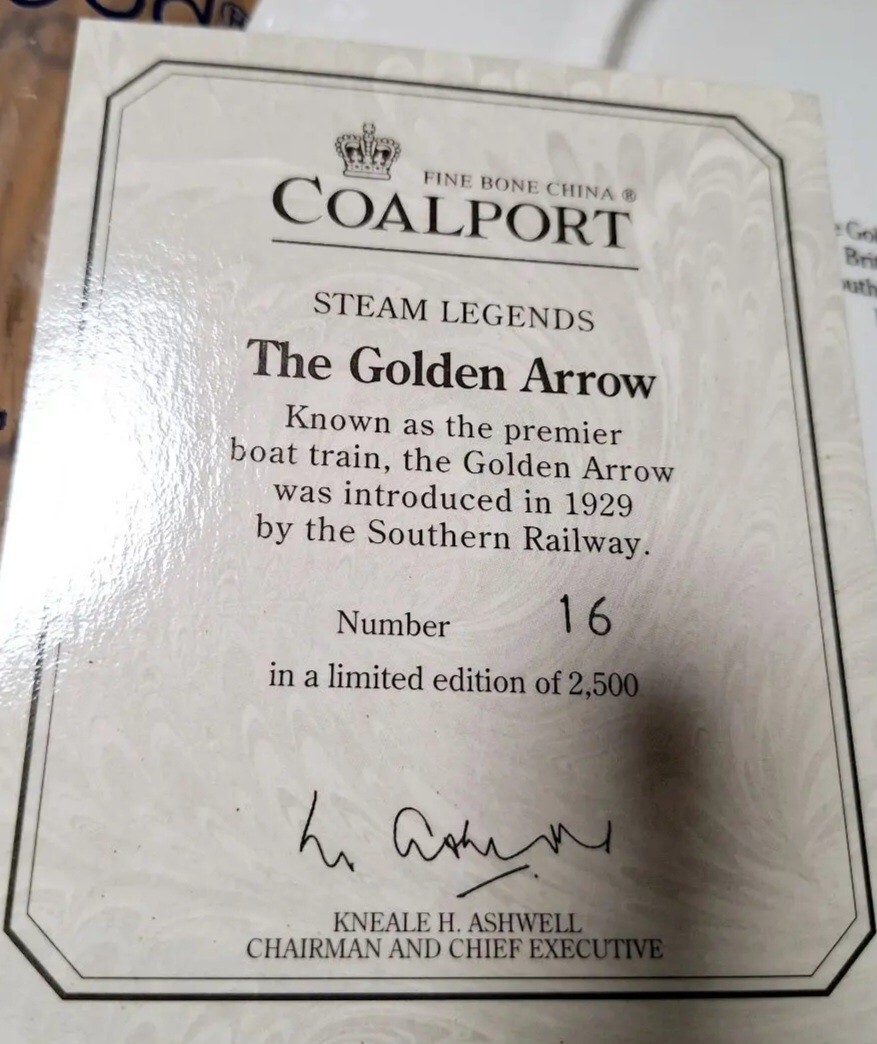 FINE BONE CHINA ®
COALPORT
STEAM LEGENDS
The Golden Arrow
Known as the premier
boat train, the Golden Arrow
was introduced in 1929
by the Southern Railway.
Number 16
in a limited edition of 2,500
KNEALE H. ASHWELL
CHAIRMAN AND CHIEF EXECUTIVE